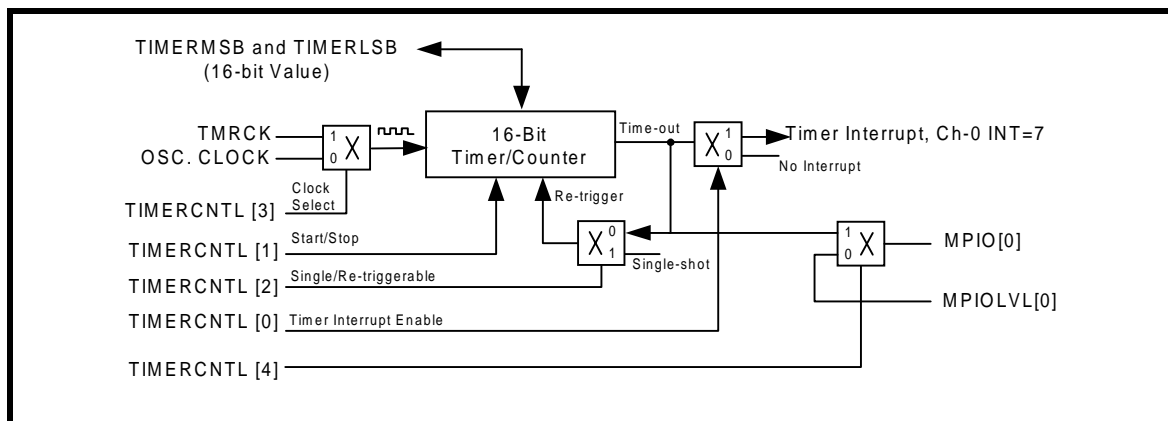 TIMERMSB and TIMERLSB
(16-bit Value)
TMRCK
OSC. CLOCK
1
0
X
Clock
Select
16-Bit
Timer/Counter
Time-out
X
1
0
Timer Interrupt, Ch-0 INT=7
No Interrupt
Re-trigger
TIMERCNTL [3]
TIMERCNTL [1]
Start/Stop
X
0
1
Single-shot
1
0
X
MPIO[0]
TIMERCNTL [2]
Single/Re-triggerable
MPIOLVL[0]
TIMERCNTL [0]
Timer Interrupt Enable
TIMERCNTL [4]